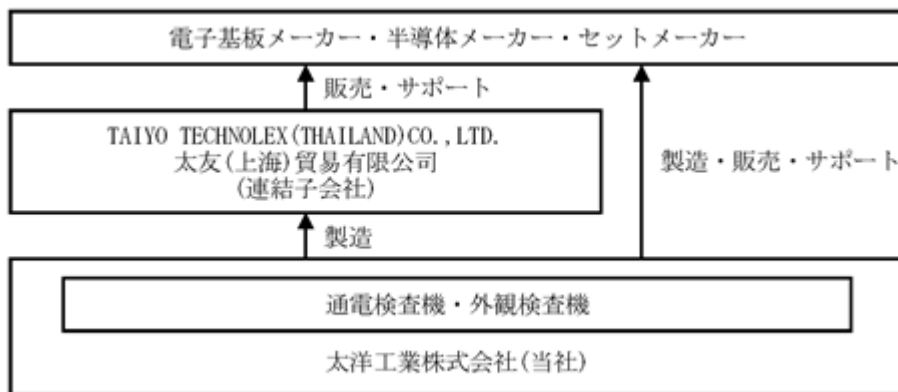 電子基板メーカー・半導体メーカー・セットメーカー
販売・サポート
TAIYO TECHNOLEX(THAILAND)CO.,LTD.
太友(上海)貿易有限公司
(連結子会社)
製造・販売・サポート
製造
通電検査機・外観検査機
太洋工業株式会社(当社)